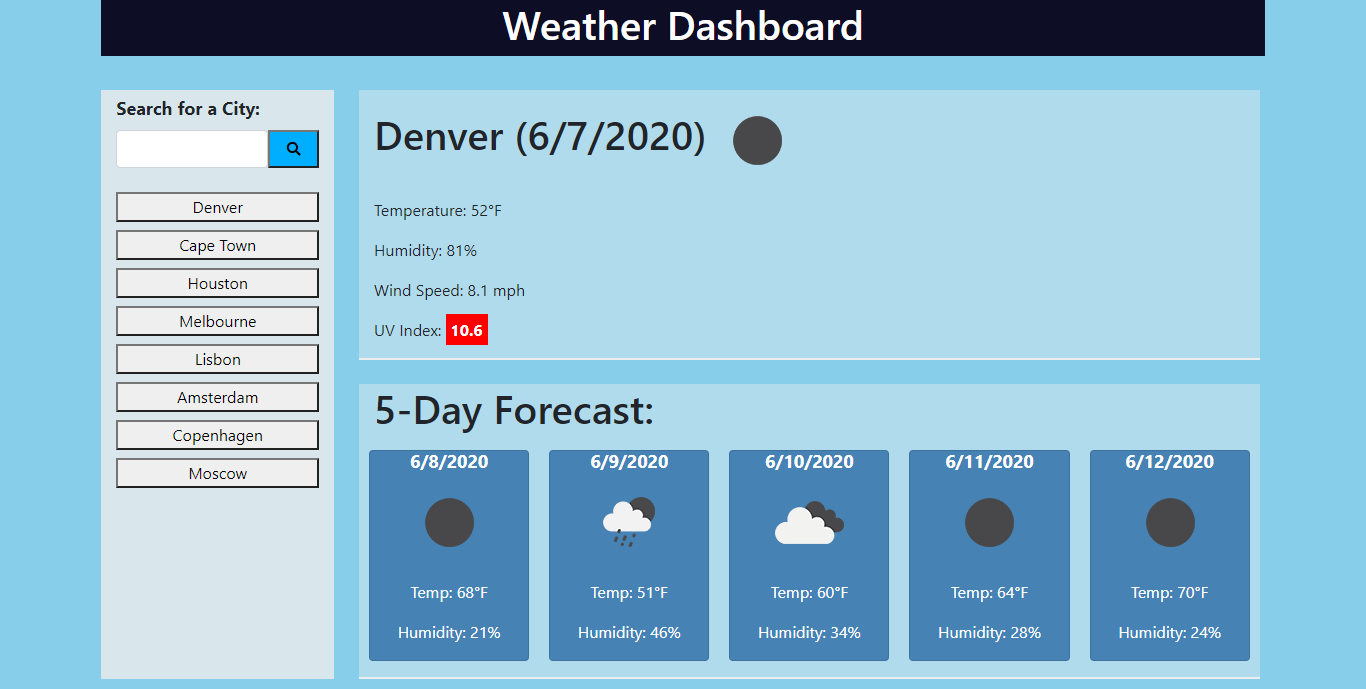 Weather Dashboard
Search for a City:
Denver
Cape Town
Houston
Melbourne
Lisbon
Amsterdam
Copenhagen
Moscow
Denver (6/7/2020)
Temperature: 52°F
Humidity: 81%
Wind Speed: 8.1 mph
UV Index: 10.6
5-Day Forecast:
6/8/2020
Temp: 68°F
Humidity: 21%
6/9/2020
Temp: 51°F
Humidity: 46%
6/10/2020
Temp: 60°F
Humidity: 34%
6/11/2020
Temp: 64°F
Humidity: 28%
6/12/2020
Temp: 70°F
Humidity: 24%